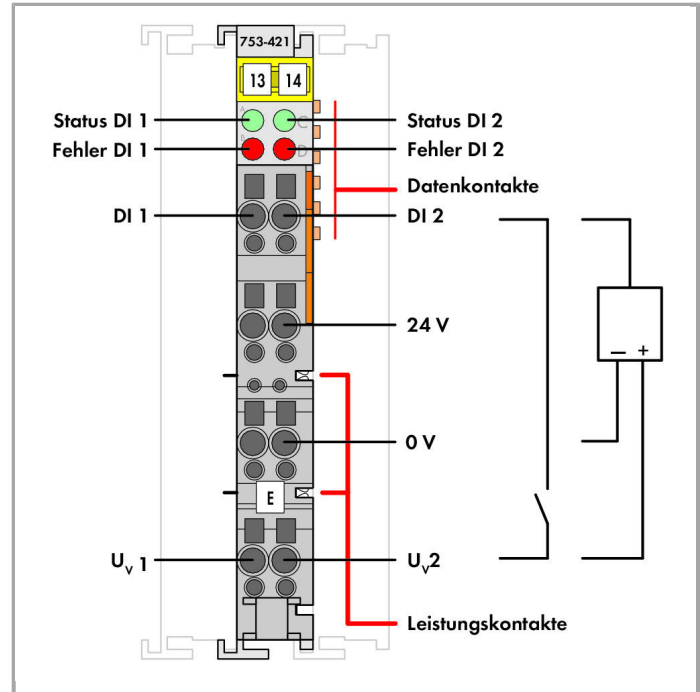 753-421
13 14
A
C
Status DI 1
Status DI 2
B
D
Fehler DI 1
Fehler DI 2
Datenkontakte
DI 1
DI 2
24 V
– +
0 V
E
Uv 1
Uv2
Leistungskontakte